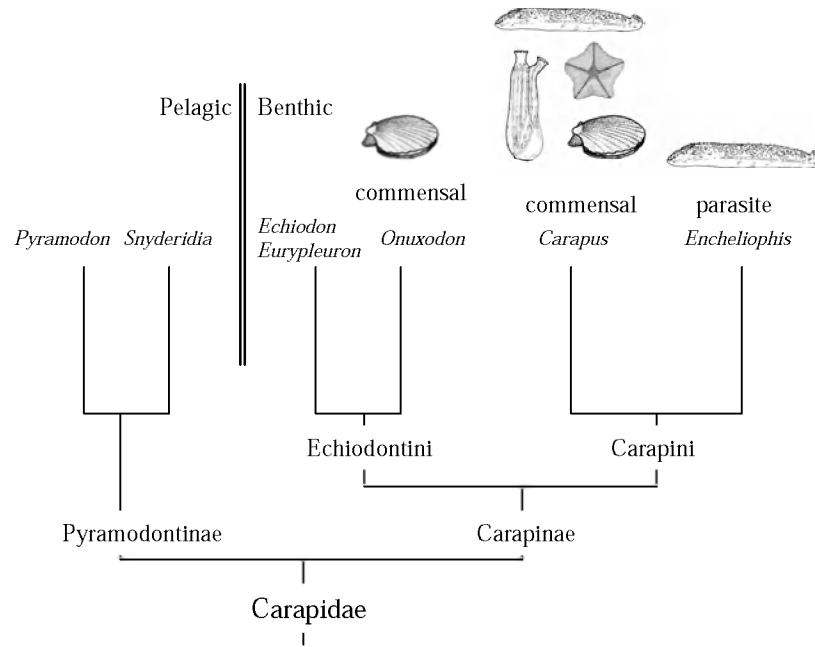 Pelagic
Benthic
commensal
commensal
parasite
Pyramodon
Snyderidia
Echiodon
Eurypleuron
Onuxodon
Carapus
Encheliophis
Echiodontini
Carapini
Pyramodontinae
Carapinae
Carapidae